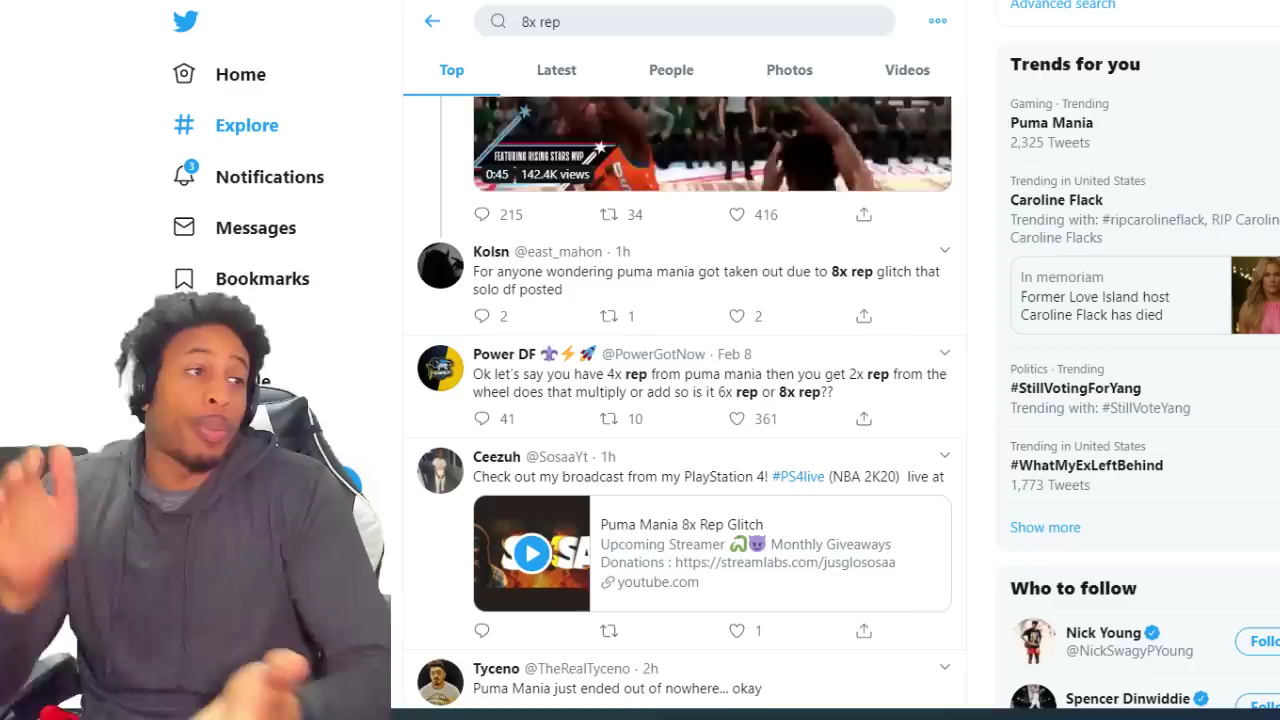 Home
Explore
3
Notifications
Messages
Bookmarks
8x rep
Top
Latest
People
Photos
Videos
FEATURING RISING STARS MVP
0:45 142.4K views
215 34 416
Kolsn @east_mahon · 1h
For anyone wondering puma mania got taken out due to 8x rep glitch that
solo df posted
2 1 2
Power DF ⚜️⚡🚀 @PowerGotNow · Feb 8
Ok let's say you have 4x rep from puma mania then you get 2x rep from the
wheel does that multiply or add so is it 6x rep or 8x rep??
41 10 361
Ceezuh @SosaaYt · 1h
Check out my broadcast from my PlayStation 4! #PS4live (NBA 2K20) live at
Puma Mania 8x Rep Glitch
Upcoming Streamer 🐍😈 Monthly Giveaways
Donations : https://streamlabs.com/jusglososaa
youtube.com
1
Tyceno @TheRealTyceno · 2h
Puma Mania just ended out of nowhere... okay
Advanced search
Trends for you
Gaming · Trending
Puma Mania
2,325 Tweets
Trending in United States
Caroline Flack
Trending with: #ripcarolineflack, RIP Carolin
Caroline Flacks
In memoriam
Former Love Island host
Caroline Flack has died
Politics · Trending
#StillVotingForYang
Trending with: #StillVoteYang
Trending in United States
#WhatMyExLeftBehind
1,773 Tweets
Show more
Who to follow
Nick Young
@NickSwagyPYoung
Follo
Spencer Dinwiddie